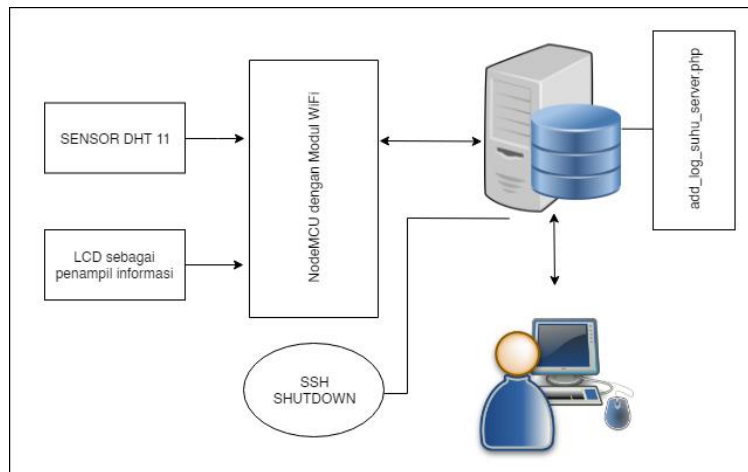 SENSOR DHT 11
LCD sebagai
penampil informasi
NodeMCU dengan Modul WiFi
add_log_suhu_server.php
SSH
SHUTDOWN